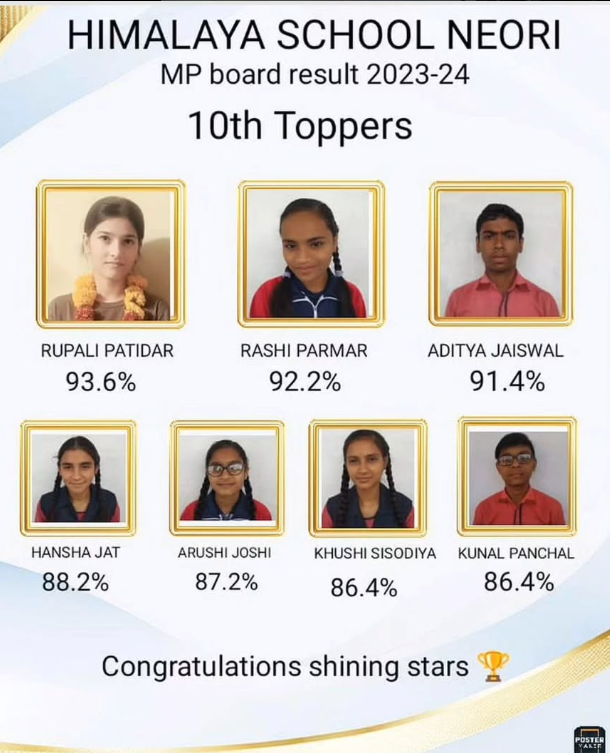 HIMALAYA SCHOOL NEORI
MP board result 2023-24
10th Toppers
RUPALI PATIDAR
93.6%
RASHI PARMAR
92.2%
ADITYA JAISWAL
91.4%
HANSHA JAT
88.2%
ARUSHI JOSHI
87.2%
KHUSHI SISODIYA
86.4%
KUNAL PANCHAL
86.4%
Congratulations shining stars 🏆
POSTER
MAKER